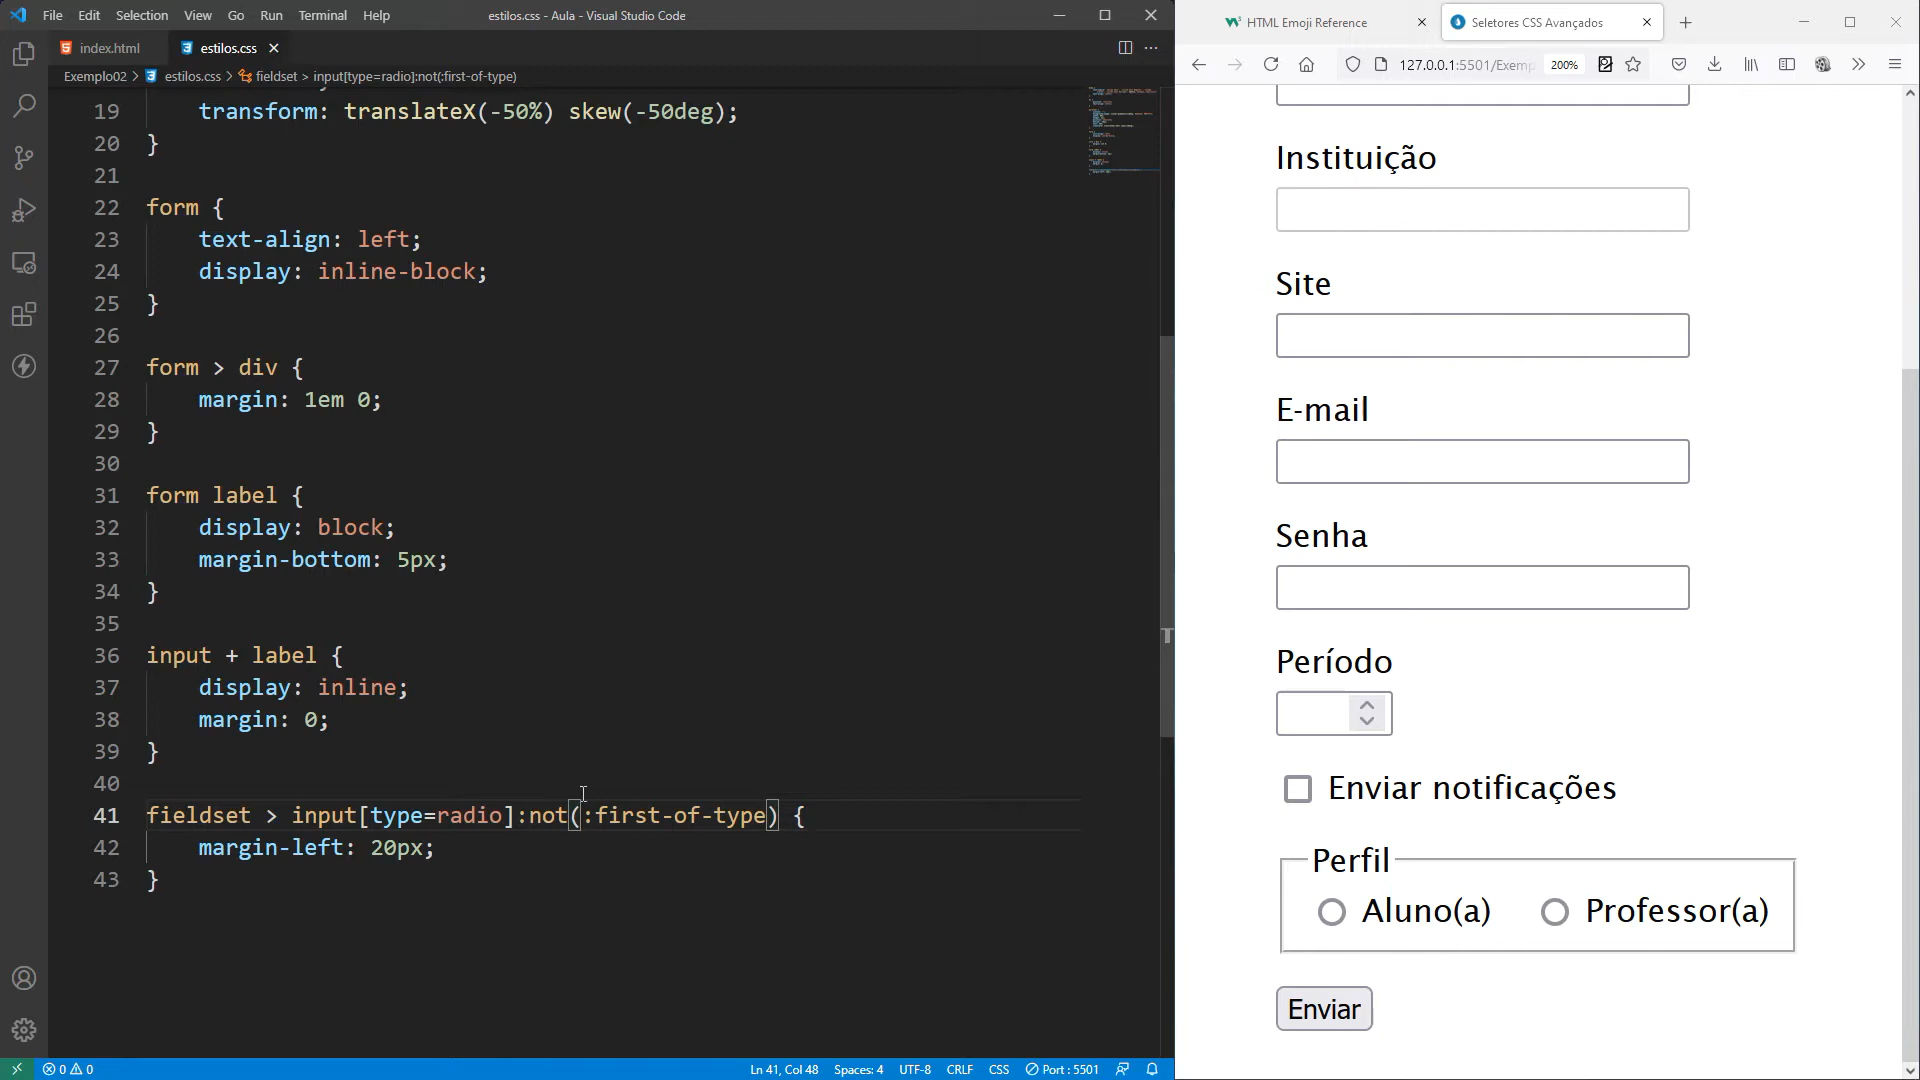 File Edit Selection View Go Run Terminal Help
estilos.css - Aula - Visual Studio Code
index.html
estilos.css
Exemplo02 > estilos.css > fieldset > input[type=radio]:not(:first-of-type)
19 transform: translateX(-50%) skew(-50deg);
20 }
21
22 form {
23 text-align: left;
24 display: inline-block;
25 }
26
27 form > div {
28 margin: 1em 0;
29 }
30
31 form label {
32 display: block;
33 margin-bottom: 5px;
34 }
35
36 input + label {
37 display: inline;
38 margin: 0;
39 }
40
41 fieldset > input[type=radio]:not(:first-of-type) {
42 margin-left: 20px;
43 }
0 0
Ln 41, Col 48 Spaces: 4 UTF-8 CRLF CSS Port : 5501
HTML Emoji Reference
Seletores CSS Avançados
127.0.0.1:5501/Exemp
200%
Instituição
Site
E-mail
Senha
Período
Enviar notificações
Perfil
Aluno(a) Professor(a)
Enviar